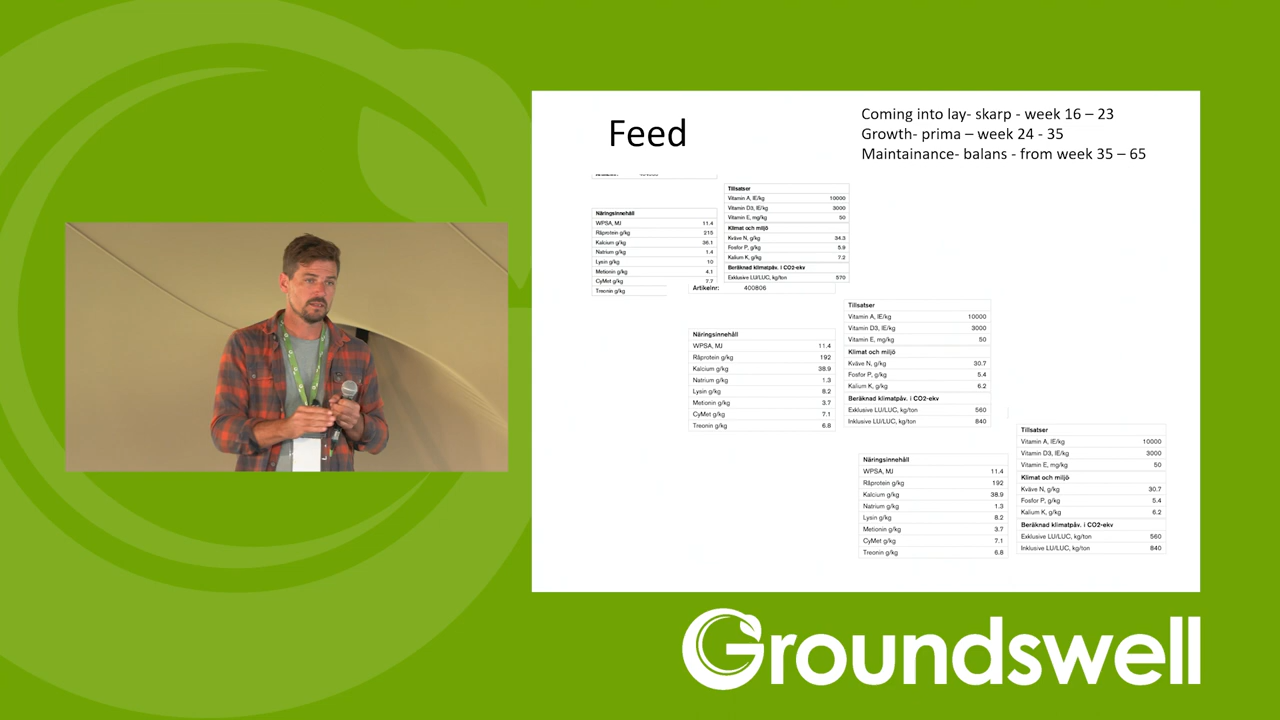 Feed
Coming into lay- skarp - week 16 – 23
Growth- prima – week 24 - 35
Maintainance- balans - from week 35 – 65
Näringsinnehåll
WPSA, MJ 11.4
Råprotein g/kg 215
Kalcium g/kg 36.1
Natrium g/kg 1.4
Lysin g/kg 10
Metionin g/kg 4.1
CyMet g/kg 7.7
Treonin g/kg
Tillsatser
Vitamin A, IE/kg 10000
Vitamin D3, IE/kg 3000
Vitamin E, mg/kg 50
Klimat och miljö
Kväve N, g/kg 34.3
Fosfor P, g/kg 5.9
Kalium K, g/kg 7.2
Beräknad klimatpåv. i CO2-ekv
Exklusive LU/LUC, kg/ton 570
Artikelnr: 400806
Näringsinnehåll
WPSA, MJ 11.4
Råprotein g/kg 192
Kalcium g/kg 38.9
Natrium g/kg 1.3
Lysin g/kg 8.2
Metionin g/kg 3.7
CyMet g/kg 7.1
Treonin g/kg 6.8
Tillsatser
Vitamin A, IE/kg 10000
Vitamin D3, IE/kg 3000
Vitamin E, mg/kg 50
Klimat och miljö
Kväve N, g/kg 30.7
Fosfor P, g/kg 5.4
Kalium K, g/kg 6.2
Beräknad klimatpåv. i CO2-ekv
Exklusive LU/LUC, kg/ton 560
Inklusive LU/LUC, kg/ton 840
Näringsinnehåll
WPSA, MJ 11.4
Råprotein g/kg 192
Kalcium g/kg 38.9
Natrium g/kg 1.3
Lysin g/kg 8.2
Metionin g/kg 3.7
CyMet g/kg 7.1
Treonin g/kg 6.8
Tillsatser
Vitamin A, IE/kg 10000
Vitamin D3, IE/kg 3000
Vitamin E, mg/kg 50
Klimat och miljö
Kväve N, g/kg 30.7
Fosfor P, g/kg 5.4
Kalium K, g/kg 6.2
Beräknad klimatpåv. i CO2-ekv
Exklusive LU/LUC, kg/ton 560
Inklusive LU/LUC, kg/ton 840
Groundswell